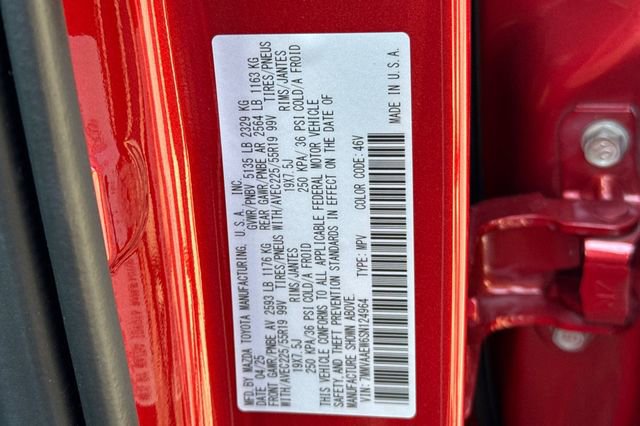 MFD.BY MAZDA TOYOTA MANUFACTURING, U.S.A., INC.
04/25 GVWR/PNBV 5135 LB 2329 KG
FRONT GAWR/PNBE AV 2593 LB 1176 KG REAR GAWR/PNBE AR 2564 LB 1163 KG
WITH/AVEC225/55R19 99V TIRES/PNEUS WITH/AVEC225/55R19 99V TIRES/PNEUS
19X7.5J RIMS/JANTES 19X7.5J RIMS/JANTES
250 KPA/36 PSI COLD/A FROID 250 KPA/36 PSI COLD/A FROID
THIS VEHICLE CONFORMS TO ALL APPLICABLE FEDERAL MOTOR VEHICLE
SAFETY, AND THEFT PREVENTION STANDARDS IN EFFECT ON THE DATE OF
MANUFACTURE SHOWN ABOVE.
7MMVAAEW6SN124964 TYPE: MPV COLOR CODE: 46V
MADE IN U.S.A.